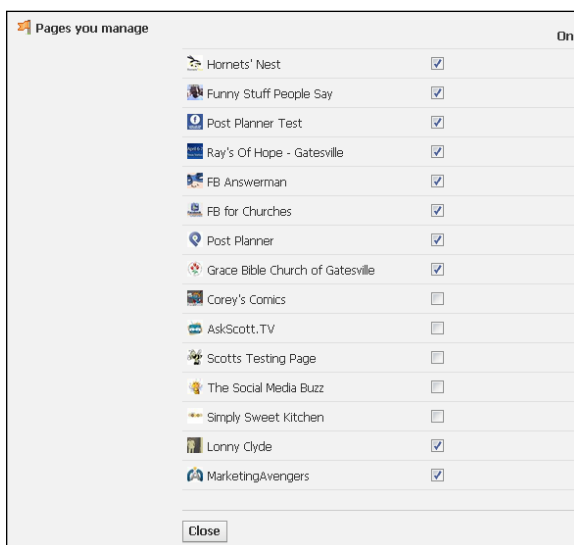 Pages you manage
On
Hornets' Nest
Funny Stuff People Say
Post Planner Test
Ray's Of Hope - Gatesville
FB Answerman
FB for Churches
Post Planner
Grace Bible Church of Gatesville
Corey's Comics
AskScott.TV
Scotts Testing Page
The Social Media Buzz
Simply Sweet Kitchen
Lonny Clyde
MarketingAvengers
Close